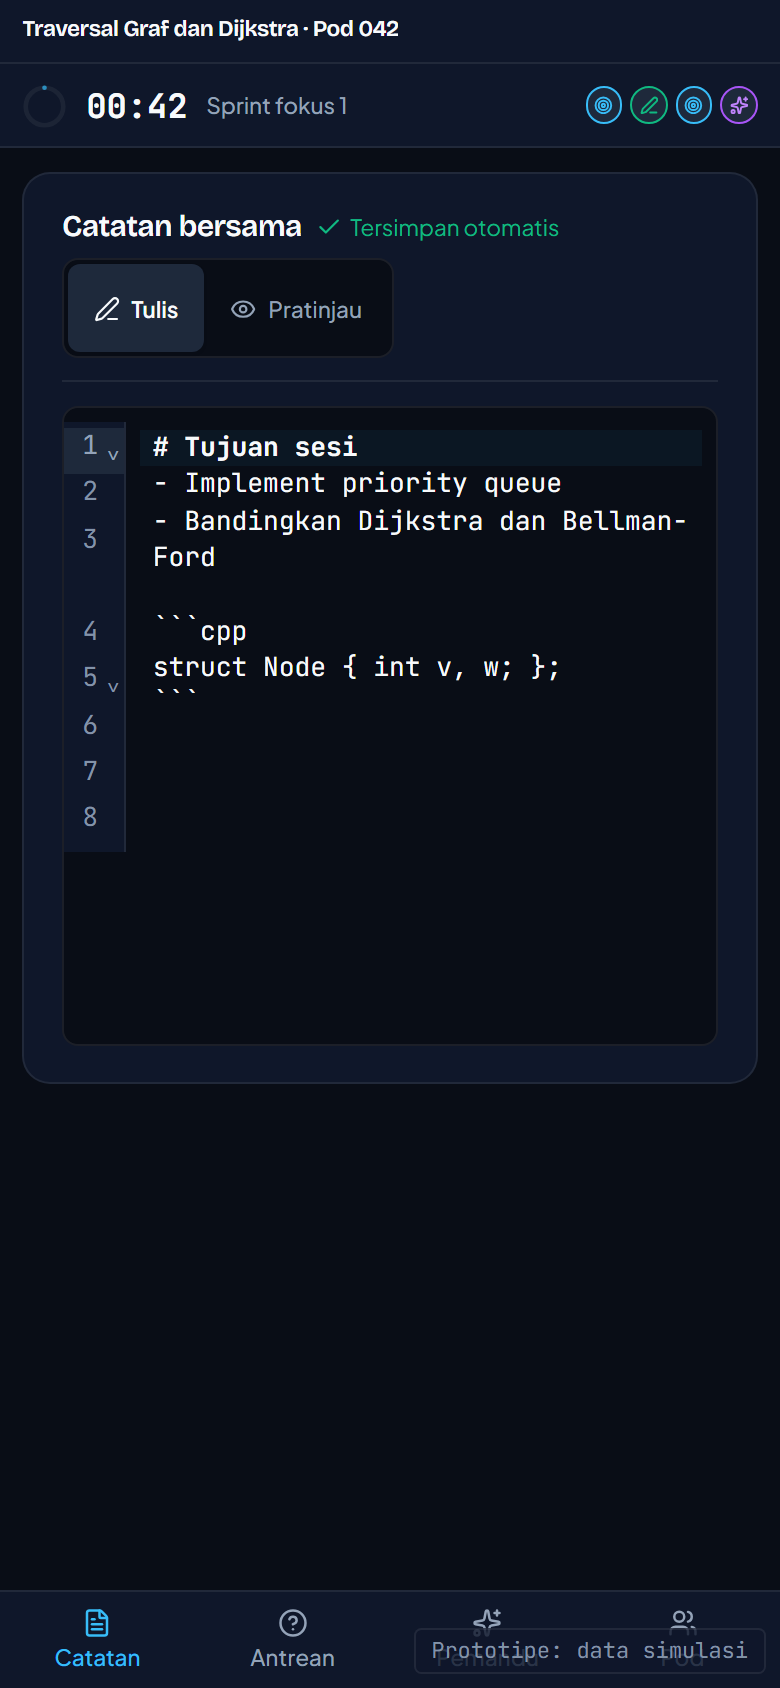 Traversal Graf dan Dijkstra · Pod 042
00:42 Sprint fokus 1
Catatan bersama Tersimpan otomatis
Tulis Pratinjau
1 # Tujuan sesi
2 - Implement priority queue
3 - Bandingkan Dijkstra dan Bellman-
Ford
4 ```cpp
5 struct Node { int v, w; };
```
6
7
8
Catatan Antrean Pemandu Pod
Prototipe: data simulasi